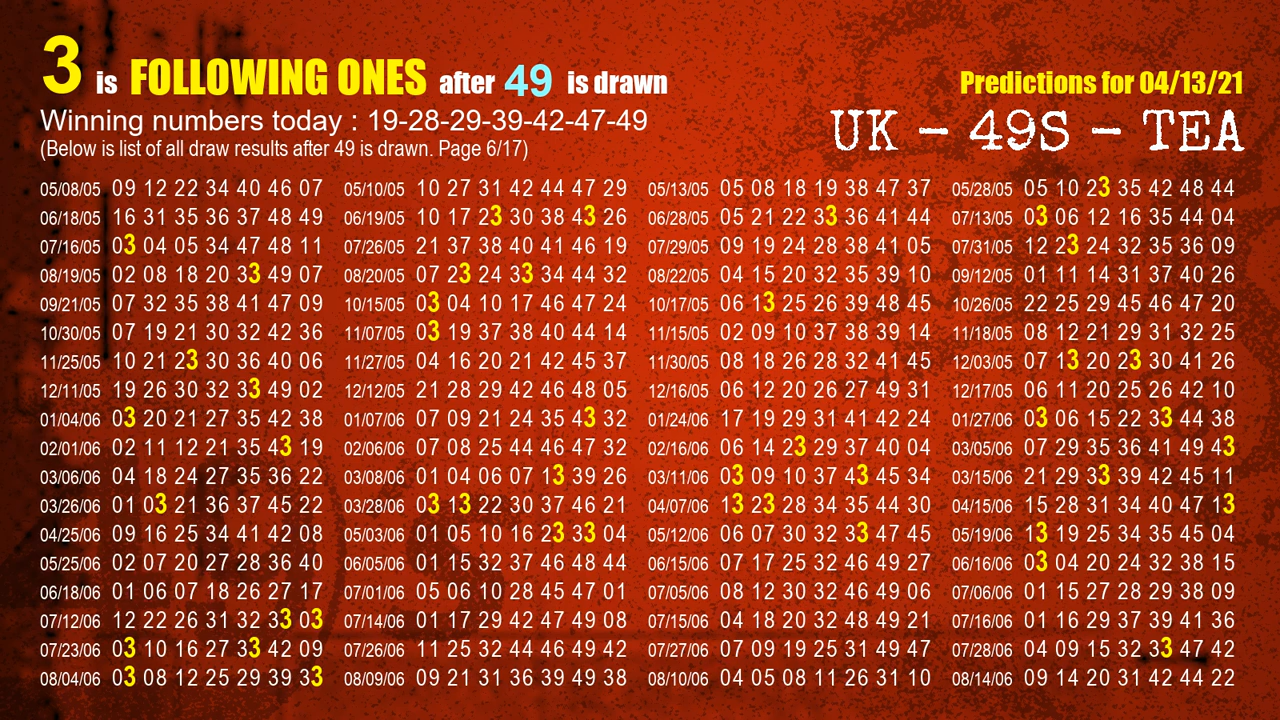 3 is FOLLOWING ONES after 49 is drawn
Predictions for 04/13/21
Winning numbers today : 19-28-29-39-42-47-49
UK - 49S - TEA
(Below is list of all draw results after 49 is drawn. Page 6/17)
05/08/05 09 12 22 34 40 46 07 05/10/05 10 27 31 42 44 47 29 05/13/05 05 08 18 19 38 47 37 05/28/05 05 10 23 35 42 48 44
06/18/05 16 31 35 36 37 48 49 06/19/05 10 17 23 30 38 43 26 06/28/05 05 21 22 33 36 41 44 07/13/05 03 06 12 16 35 44 04
07/16/05 03 04 05 34 47 48 11 07/26/05 21 37 38 40 41 46 19 07/29/05 09 19 24 28 38 41 05 07/31/05 12 23 24 32 35 36 09
08/19/05 02 08 18 20 33 49 07 08/20/05 07 23 24 33 34 44 32 08/22/05 04 15 20 32 35 39 10 09/12/05 01 11 14 31 37 40 26
09/21/05 07 32 35 38 41 47 09 10/15/05 03 04 10 17 46 47 24 10/17/05 06 13 25 26 39 48 45 10/26/05 22 25 29 45 46 47 20
10/30/05 07 19 21 30 32 42 36 11/07/05 03 19 37 38 40 44 14 11/15/05 02 09 10 37 38 39 14 11/18/05 08 12 21 29 31 32 25
11/25/05 10 21 23 30 36 40 06 11/27/05 04 16 20 21 42 45 37 11/30/05 08 18 26 28 32 41 45 12/03/05 07 13 20 23 30 41 26
12/11/05 19 26 30 32 33 49 02 12/12/05 21 28 29 42 46 48 05 12/16/05 06 12 20 26 27 49 31 12/17/05 06 11 20 25 26 42 10
01/04/06 03 20 21 27 35 42 38 01/07/06 07 09 21 24 35 43 32 01/24/06 17 19 29 31 41 42 24 01/27/06 03 06 15 22 33 44 38
02/01/06 02 11 12 21 35 43 19 02/06/06 07 08 25 44 46 47 32 02/16/06 06 14 23 29 37 40 04 03/05/06 07 29 35 36 41 49 43
03/06/06 04 18 24 27 35 36 22 03/08/06 01 04 06 07 13 39 26 03/11/06 03 09 10 37 43 45 34 03/15/06 21 29 33 39 42 45 11
03/26/06 01 03 21 36 37 45 22 03/28/06 03 13 22 30 37 46 21 04/07/06 13 23 28 34 35 44 30 04/15/06 15 28 31 34 40 47 13
04/25/06 09 16 25 34 41 42 08 05/03/06 01 05 10 16 23 33 04 05/12/06 06 07 30 32 33 47 45 05/19/06 13 19 25 34 35 45 04
05/25/06 02 07 20 27 28 36 40 06/05/06 01 15 32 37 46 48 44 06/15/06 07 17 25 32 46 49 27 06/16/06 03 04 20 24 32 38 15
06/18/06 01 06 07 18 26 27 17 07/01/06 05 06 10 28 45 47 01 07/05/06 08 12 30 32 46 49 06 07/06/06 01 15 27 28 29 38 09
07/12/06 12 22 26 31 32 33 03 07/14/06 01 17 29 42 47 49 08 07/15/06 04 18 20 32 48 49 21 07/16/06 01 16 29 37 39 41 36
07/23/06 03 10 16 27 33 42 09 07/26/06 11 25 32 44 46 49 42 07/27/06 07 09 19 25 31 49 47 07/28/06 04 09 15 32 33 47 42
08/04/06 03 08 12 25 29 39 33 08/09/06 09 21 31 36 39 49 38 08/10/06 04 05 08 11 26 31 10 08/14/06 09 14 20 31 42 44 22